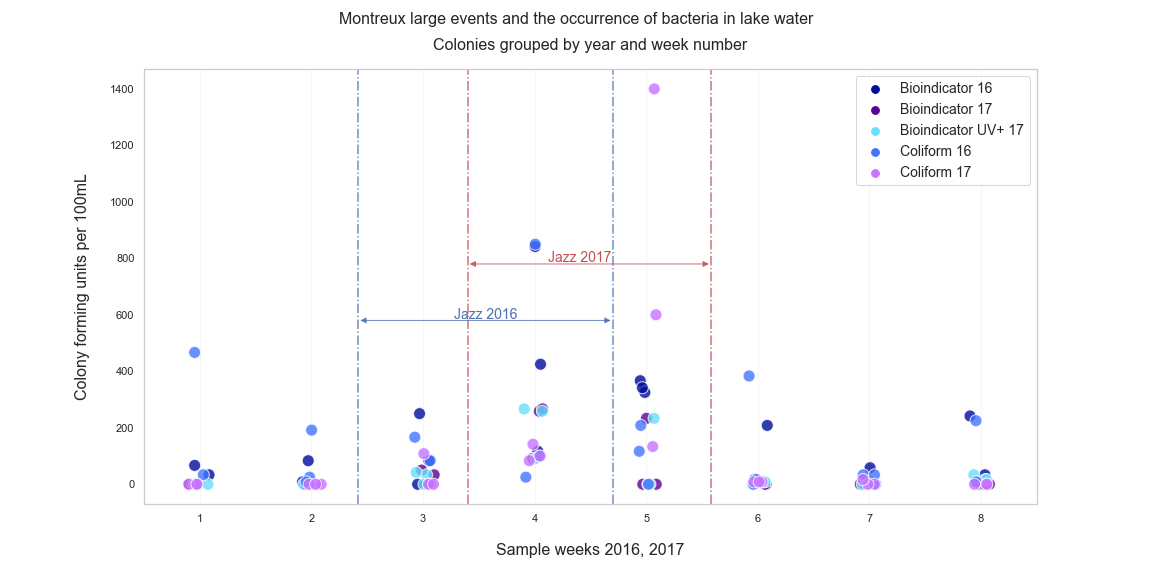 Montreux large events and the occurrence of bacteria in lake water
Colonies grouped by year and week number
Colony forming units per 100mL
1400
1200
1000
800
600
400
200
0
Bioindicator 16
Bioindicator 17
Bioindicator UV+ 17
Coliform 16
Coliform 17
Jazz 2017
Jazz 2016
1 2 3 4 5 6 7 8
Sample weeks 2016, 2017